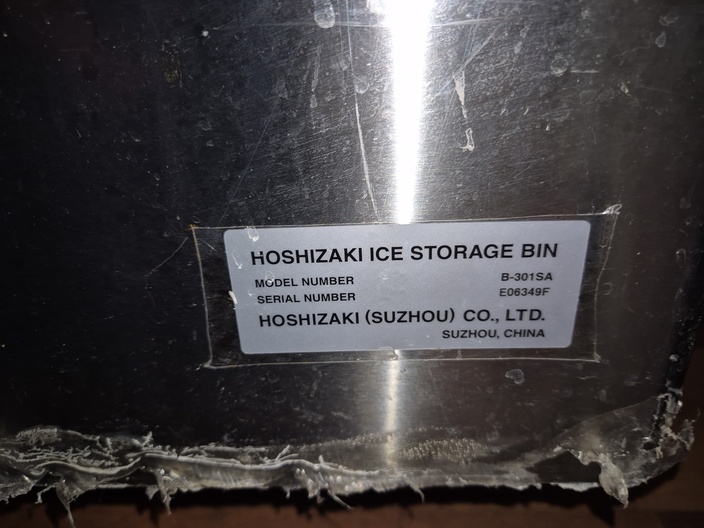 HOSHIZAKI ICE STORAGE BIN
MODEL NUMBER B-301SA
SERIAL NUMBER E06349F
HOSHIZAKI (SUZHOU) CO., LTD.
SUZHOU, CHINA